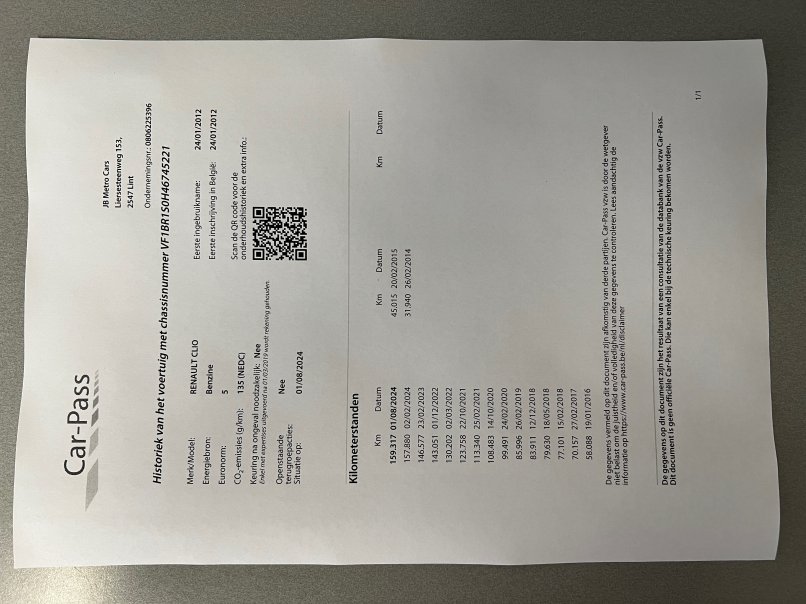 Car-Pass
JB Metro Cars
Liersesteenweg 153,
2547 Lint
Ondernemingsnr.: 0806225396
Historiek van het voertuig met chassisnummer VF1BR1S0H46745221
Merk/Model: RENAULT CLIO
Energiebron: Benzine
Euronorm: 5
CO2-emissies (g/km): 135 (NEDC)
Keuring na ongeval noodzakelijk: Nee
Enkel met expertises uitgevoerd na 01/03/2019 wordt rekening gehouden.
Openstaande
terugroepacties: Nee
Situatie op: 01/08/2024
Eerste ingebruikname: 24/01/2012
Eerste inschrijving in België: 24/01/2012
Scan de QR code voor de
onderhoudshistoriek en extra info.:
Kilometerstanden
Km Datum Km Datum Km Datum
159.317 01/08/2024 45.015 20/02/2015
157.880 02/02/2024 31.940 26/02/2014
146.577 23/02/2023
143.051 01/12/2022
130.202 02/03/2022
123.758 22/10/2021
113.340 25/02/2021
108.483 14/10/2020
99.491 24/02/2020
85.996 26/02/2019
83.911 12/12/2018
79.630 18/05/2018
77.101 15/02/2018
70.157 27/02/2017
58.088 19/01/2016
De gegevens vermeld op dit document zijn afkomstig van derde partijen. Car-Pass vzw is door de wetgever
niet belast om de juistheid en/of volledigheid van deze gegevens te controleren. Lees aandachtig de
informatie op https://www.car-pass.be/nl/disclaimer
De gegevens op dit document zijn het resultaat van een consultatie van de databank van de vzw Car-Pass.
Dit document is geen officiële Car-Pass. Die kan enkel bij de technische keuring bekomen worden.
1/1